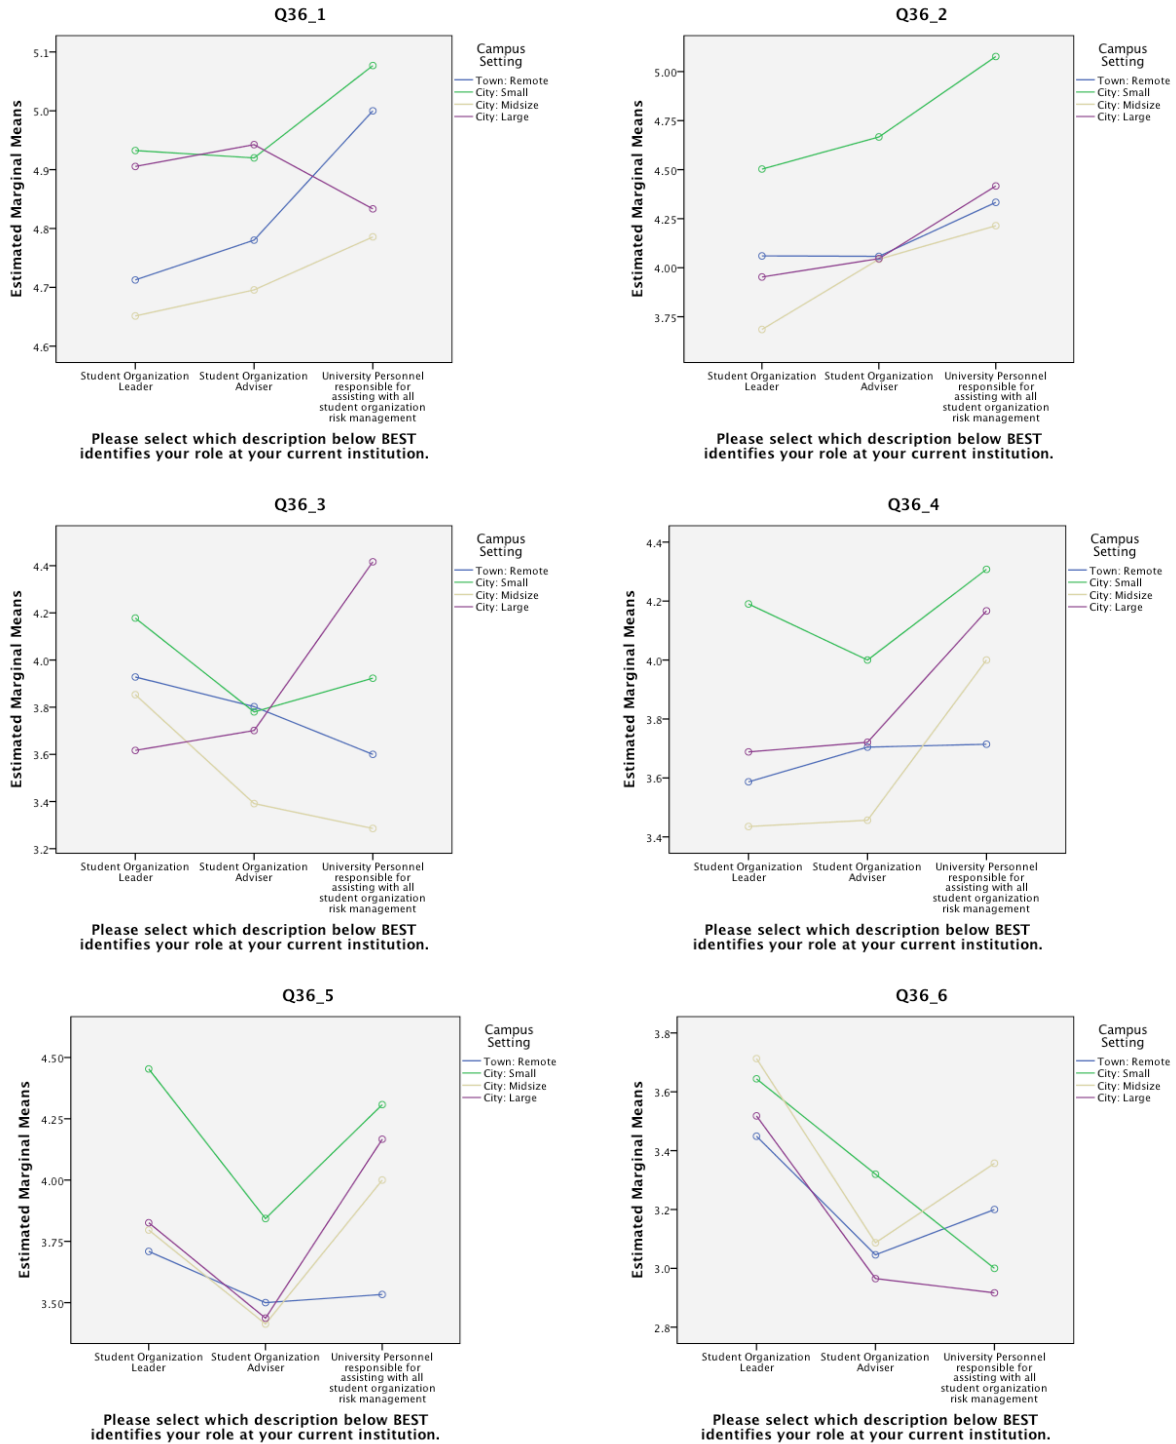 Q36_1
5.1
5.0
4.9
4.8
4.7
4.6
Estimated Marginal Means
Campus
Setting
Town: Remote
City: Small
City: Midsize
City: Large
Student Organization
Leader
Student Organization
Adviser
University Personnel
responsible for
assisting with all
student organization
risk management
Please select which description below BEST
identifies your role at your current institution.
Q36_2
5.00
4.75
4.50
4.25
4.00
3.75
Estimated Marginal Means
Campus
Setting
Town: Remote
City: Small
City: Midsize
City: Large
Student Organization
Leader
Student Organization
Adviser
University Personnel
responsible for
assisting with all
student organization
risk management
Please select which description below BEST
identifies your role at your current institution.
Q36_3
4.4
4.2
4.0
3.8
3.6
3.4
3.2
Estimated Marginal Means
Campus
Setting
Town: Remote
City: Small
City: Midsize
City: Large
Student Organization
Leader
Student Organization
Adviser
University Personnel
responsible for
assisting with all
student organization
risk management
Please select which description below BEST
identifies your role at your current institution.
Q36_4
4.4
4.2
4.0
3.8
3.6
3.4
Estimated Marginal Means
Campus
Setting
Town: Remote
City: Small
City: Midsize
City: Large
Student Organization
Leader
Student Organization
Adviser
University Personnel
responsible for
assisting with all
student organization
risk management
Please select which description below BEST
identifies your role at your current institution.
Q36_5
4.50
4.25
4.00
3.75
3.50
Estimated Marginal Means
Campus
Setting
Town: Remote
City: Small
City: Midsize
City: Large
Student Organization
Leader
Student Organization
Adviser
University Personnel
responsible for
assisting with all
student organization
risk management
Please select which description below BEST
identifies your role at your current institution.
Q36_6
3.8
3.6
3.4
3.2
3.0
2.8
Estimated Marginal Means
Campus
Setting
Town: Remote
City: Small
City: Midsize
City: Large
Student Organization
Leader
Student Organization
Adviser
University Personnel
responsible for
assisting with all
student organization
risk management
Please select which description below BEST
identifies your role at your current institution.